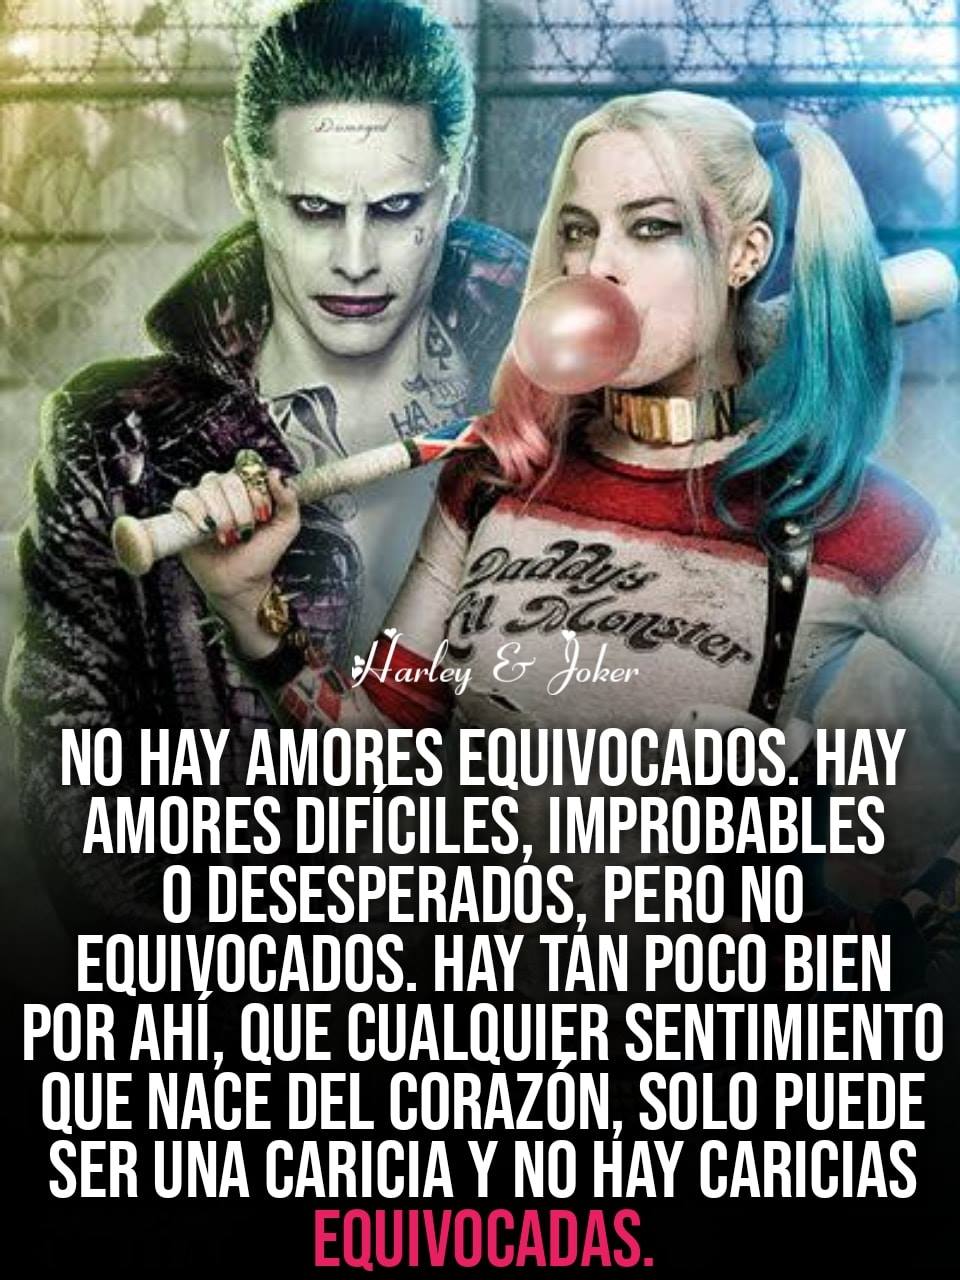 Damaged
J
HA
Daddy's
Lil Monster
Harley & Joker
NO HAY AMORES EQUIVOCADOS. HAY
AMORES DIFÍCILES, IMPROBABLES
O DESESPERADOS, PERO NO
EQUIVOCADOS. HAY TAN POCO BIEN
POR AHÍ, QUE CUALQUIER SENTIMIENTO
QUE NACE DEL CORAZÓN, SOLO PUEDE
SER UNA CARICIA Y NO HAY CARICIAS
EQUIVOCADAS.